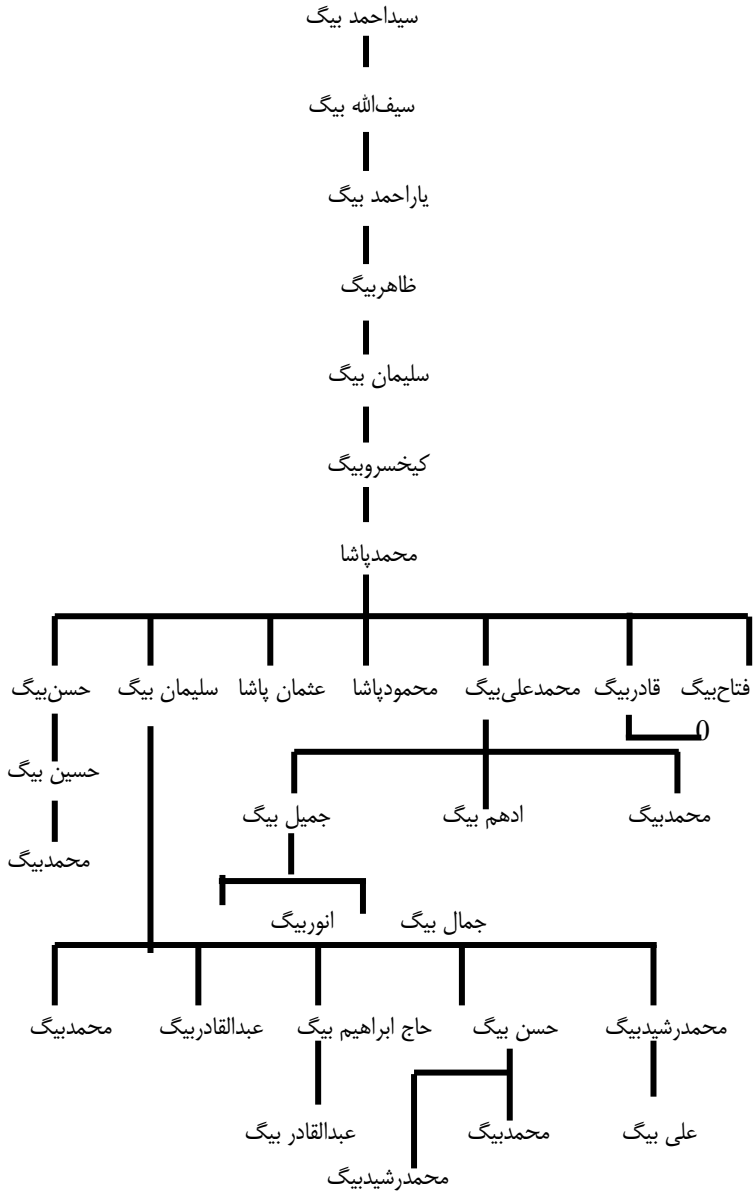 سیداحمد بیگ
سیف‌الله بیگ
یاراحمد بیگ
ظاهربیگ
سلیمان بیگ
کیخسروبیگ
محمدپاشا
فتاح‌بیگ قادربیگ محمدعلی‌بیگ محمودپاشا عثمان پاشا سلیمان بیگ حسن‌بیگ
0
حسین بیگ
محمدبیگ ادهم بیگ جمیل بیگ
محمدبیگ
جمال بیگ انوربیگ
محمدرشیدبیگ حسن بیگ حاج ابراهیم بیگ عبدالقادربیگ محمدبیگ
علی بیگ محمدبیگ عبدالقادر بیگ
محمدرشیدبیگ